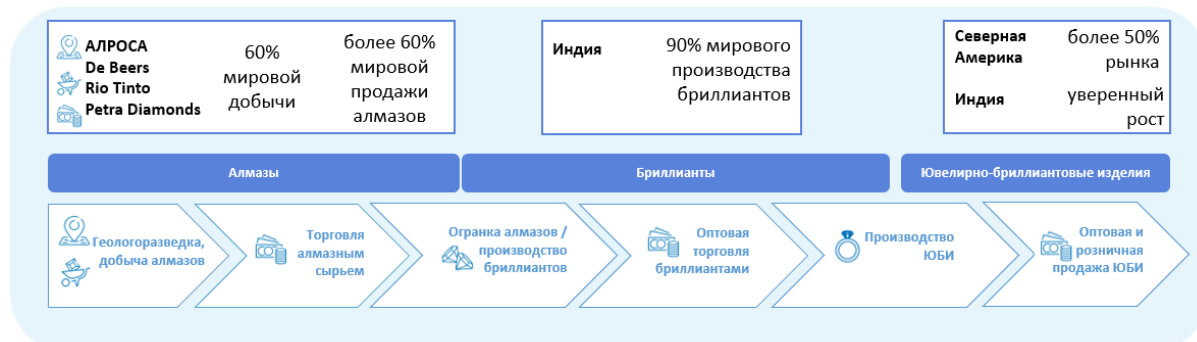 АЛРОСА
De Beers
Rio Tinto
Petra Diamonds
60%
мировой
добычи
более 60%
мировой
продажи
алмазов
Индия
90% мирового
производства
бриллиантов
Северная
Америка
более 50%
рынка
Индия
уверенный
рост
Алмазы
Бриллианты
Ювелирно-бриллиантовые изделия
Геологоразведка,
добыча алмазов
Торговля
алмазным
сырьем
Огранка алмазов /
производство
бриллиантов
Оптовая
торговля
бриллиантами
Производство
ЮБИ
Оптовая и
розничная
продажа ЮБИ